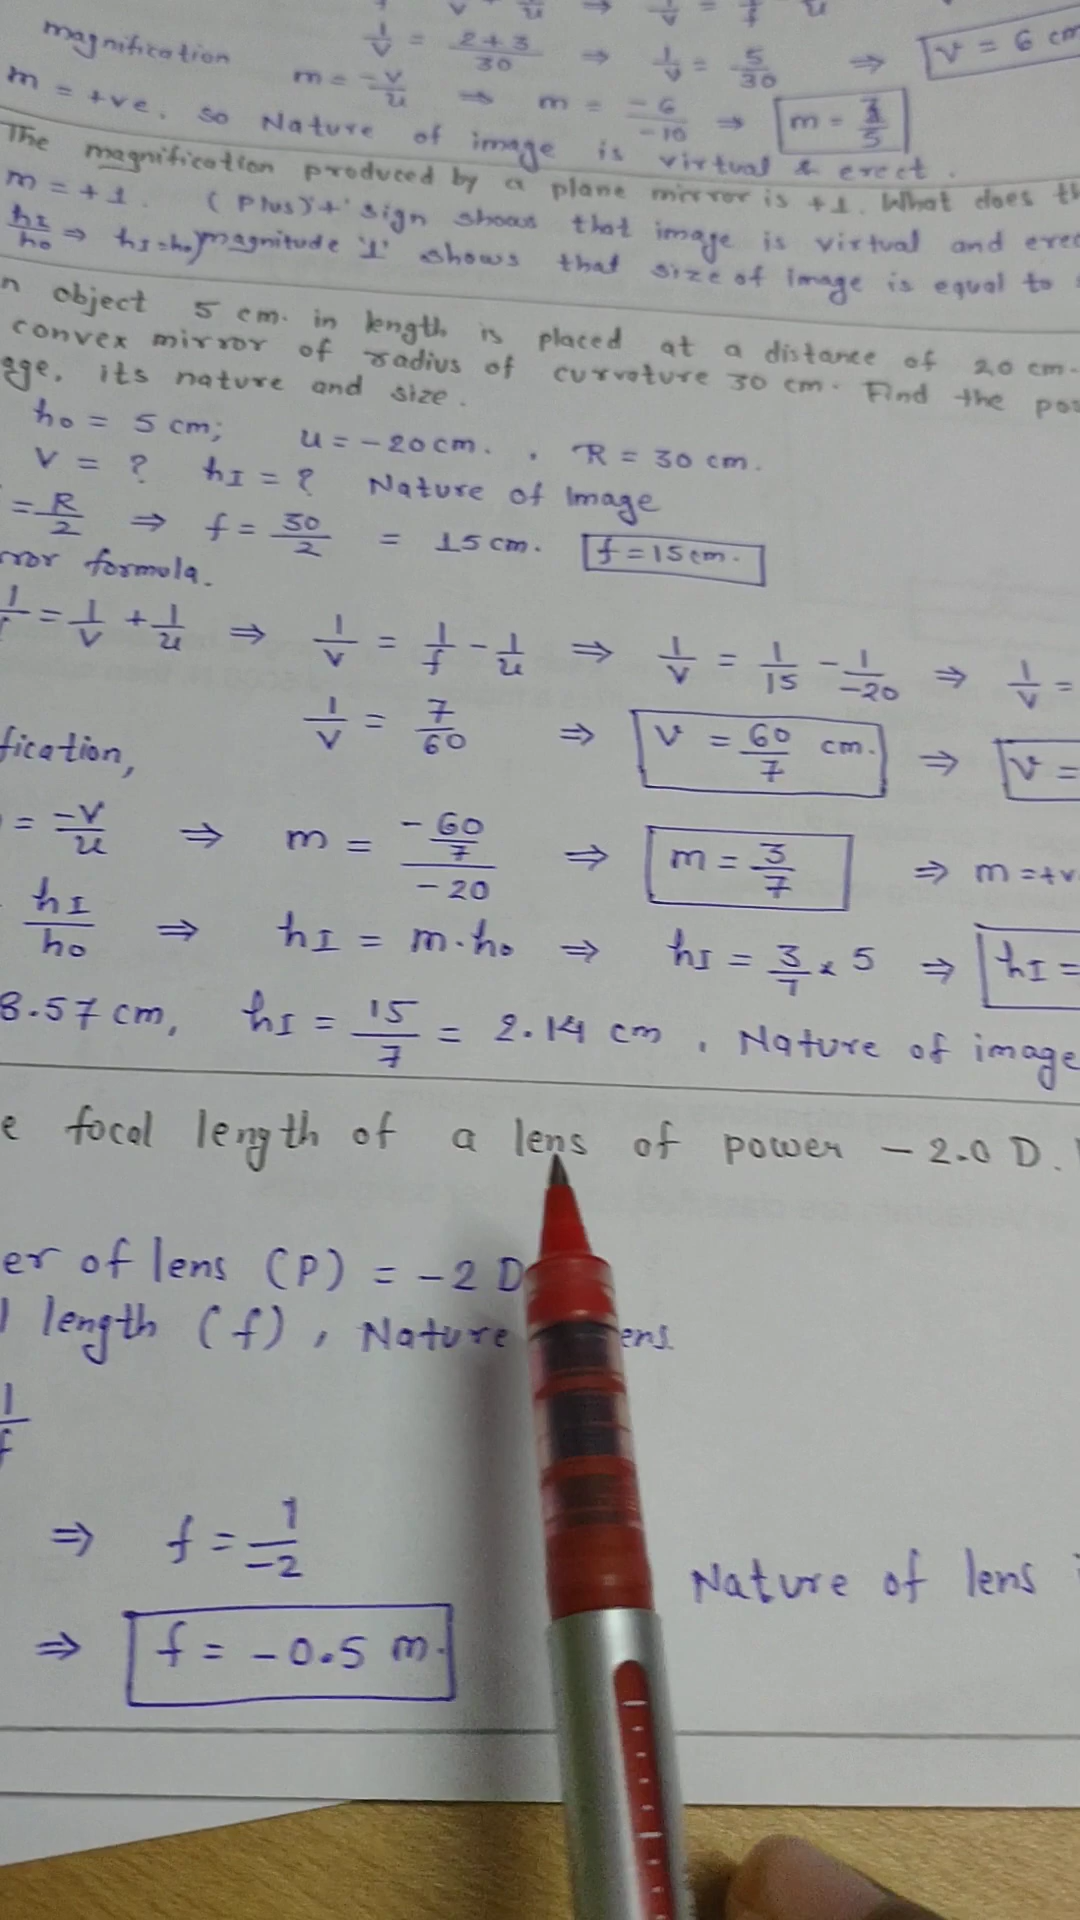 magnification
1/v = 2+3/30 ⇒ 1/v = 5/30 ⇒ v = 6 cm
m = -v/u ⇒ m = -6/-10 ⇒ m = 3/5
m = +ve, so Nature of image is virtual & erect.
The magnification produced by a plane mirror is +1. What does
m = +1. (Plus) '+' sign shows that image is virtual and
hI/ho ⇒ hI=ho) magnitude '1' shows that size of image is equal to
object 5 cm. in length is placed at a distance of 20 cm.
convex mirror of radius of curvature 30 cm. Find the
its nature and size.
ho = 5 cm; u = -20 cm. , R = 30 cm.
v = ? hI = ? Nature of Image
= R/2 ⇒ f = 30/2 = 15 cm. f = 15 cm.
formula.
1/f = 1/v + 1/u ⇒ 1/v = 1/f - 1/u ⇒ 1/v = 1/15 - 1/-20 ⇒ 1/v =
1/v = 7/60 ⇒ v = 60/7 cm. ⇒ v =
fication,
= -v/u ⇒ m = -60/7/-20 ⇒ m = 3/7 ⇒ m = +v
hI/ho ⇒ hI = m.ho ⇒ hI = 3/7 x 5 ⇒ hI =
8.57 cm, hI = 15/7 = 2.14 cm , Nature of image
e focal length of a lens of power - 2.0 D.
er of lens (P) = -2 D
l length (f), Nature ens.
1/f
⇒ f = 1/-2
Nature of lens
⇒ f = -0.5 m.